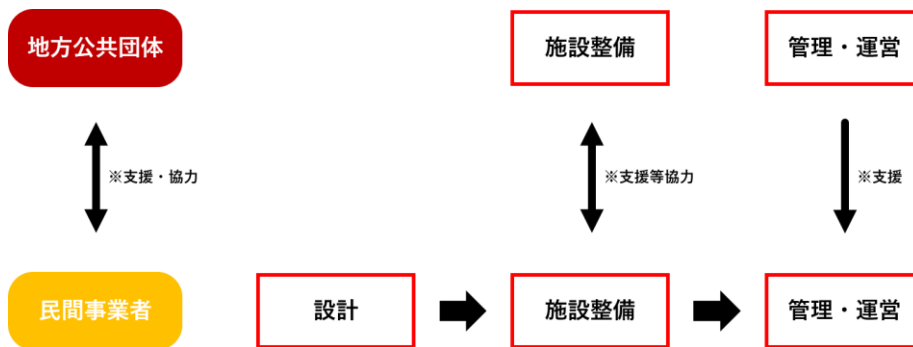 地方公共団体
施設整備
管理・運営
※支援・協力
※支援等協力
※支援
民間事業者
設計
施設整備
管理・運営